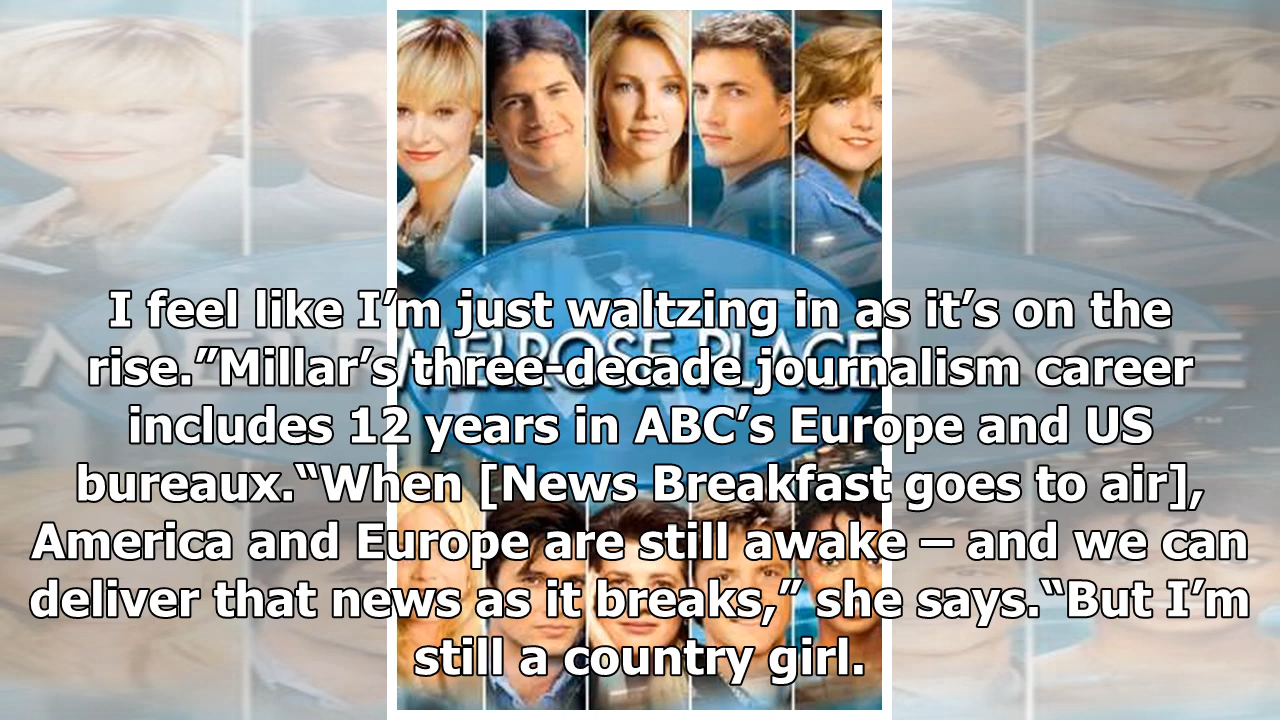 I feel like I’m just waltzing in as it’s on the
rise.”Millar’s three-decade journalism career
includes 12 years in ABC’s Europe and US
bureaux.“When [News Breakfast goes to air],
America and Europe are still awake – and we can
deliver that news as it breaks,” she says.“But I’m
still a country girl.
MELROSE PLACE